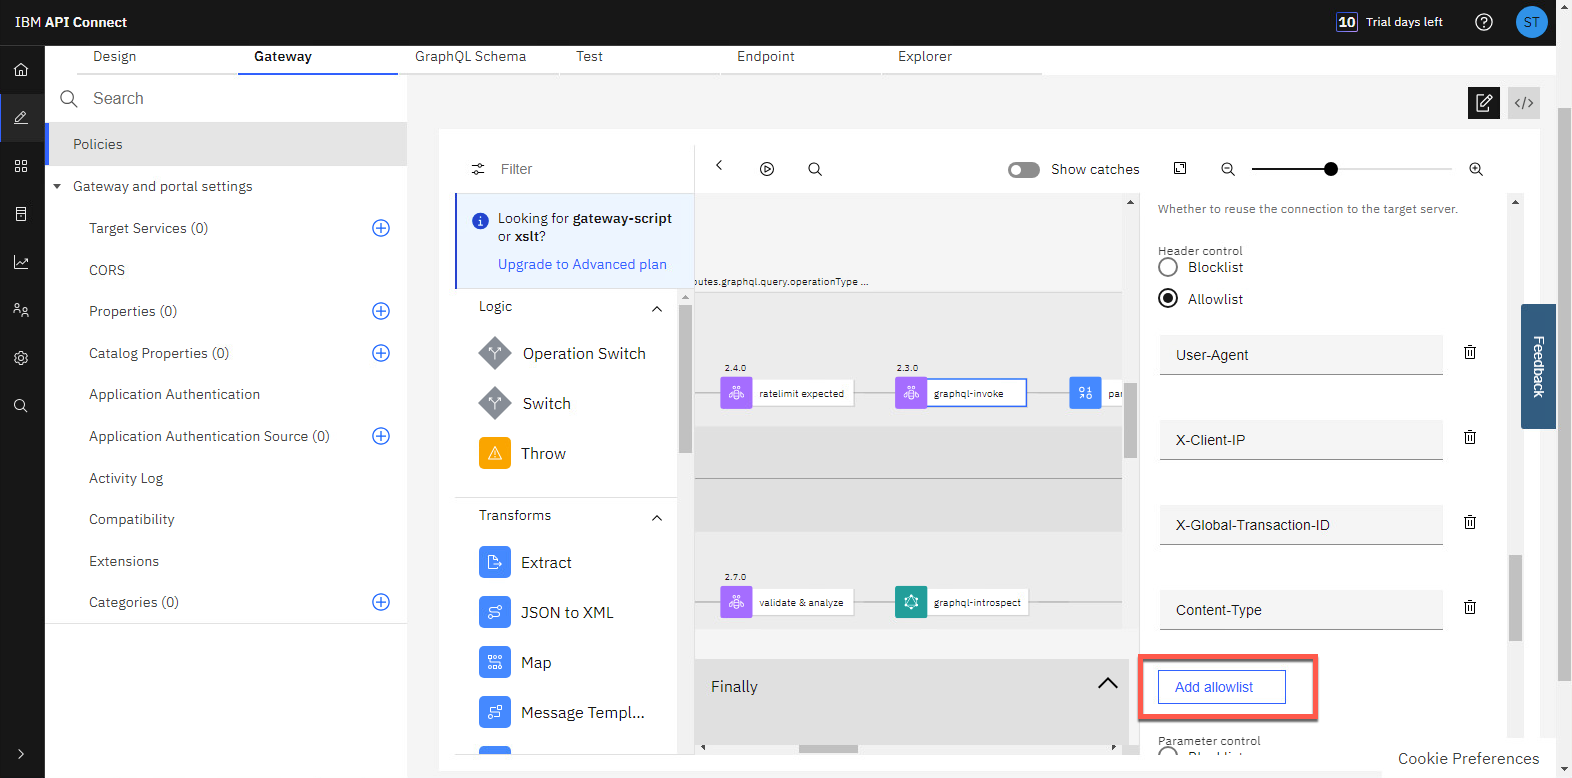 IBM API Connect
10 Trial days left
ST
Design
Gateway
GraphQL Schema
Test
Endpoint
Explorer
Search
Policies
Gateway and portal settings
Target Services (0)
CORS
Properties (0)
Catalog Properties (0)
Application Authentication
Application Authentication Source (0)
Activity Log
Compatibility
Extensions
Categories (0)
Filter
Looking for gateway-script
or xslt?
Upgrade to Advanced plan
Logic
Operation Switch
Switch
Throw
Transforms
Extract
JSON to XML
Map
Message Templ...
Show catches
utes.graphql.query.operationType ...
2.4.0
ratelimit expected
2.3.0
graphql-invoke
par
2.7.0
validate & analyze
graphql-introspect
Finally
Whether to reuse the connection to the target server.
Header control
Blocklist
Allowlist
User-Agent
X-Client-IP
X-Global-Transaction-ID
Content-Type
Add allowlist
Parameter control
Blocklist
Feedback
Cookie Preferences